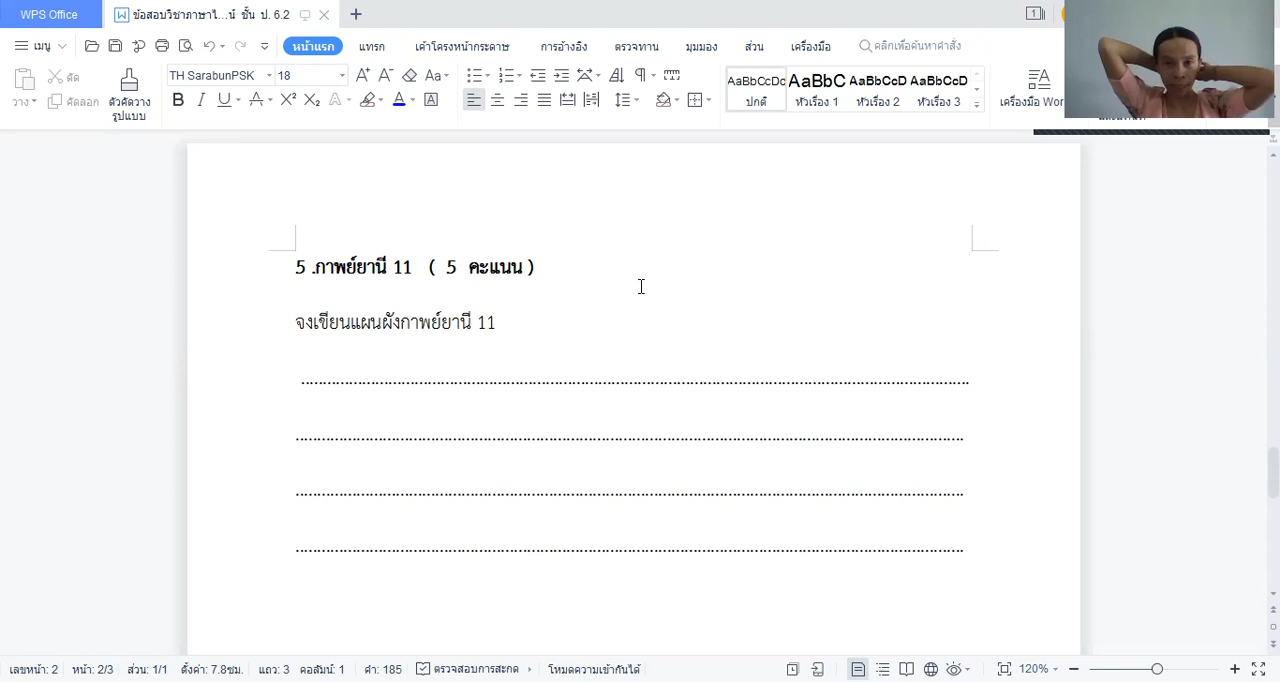 WPS Office
ข้อสอบวิชาภาษาไ...น์ ชั้น ป. 6.2
เมนู
หน้าแรก
แทรก
เค้าโครงหน้ากระดาษ
การอ้างอิง
ตรวจทาน
มุมมอง
ส่วน
เครื่องมือ
คลิกเพื่อค้นหาคำสั่ง
วาง
ตัด
คัดลอก
ตัวคัดวาง
รูปแบบ
TH SarabunPSK
18
AaBbCcDc
ปกติ
AaBbC
หัวเรื่อง 1
AaBbCcD
หัวเรื่อง 2
AaBbCcD
หัวเรื่อง 3
เครื่องมือ Wor
5 .กาพย์ยานี 11 ( 5 คะแนน )
จงเขียนแผนผังกาพย์ยานี 11
เลขหน้า: 2 หน้า: 2/3 ส่วน: 1/1 ตั้งค่า: 7.8ซม. แถว: 3 คอลัมน์: 1 คำ: 185 ตรวจสอบการสะกด โหมดความเข้ากันได้ 120%